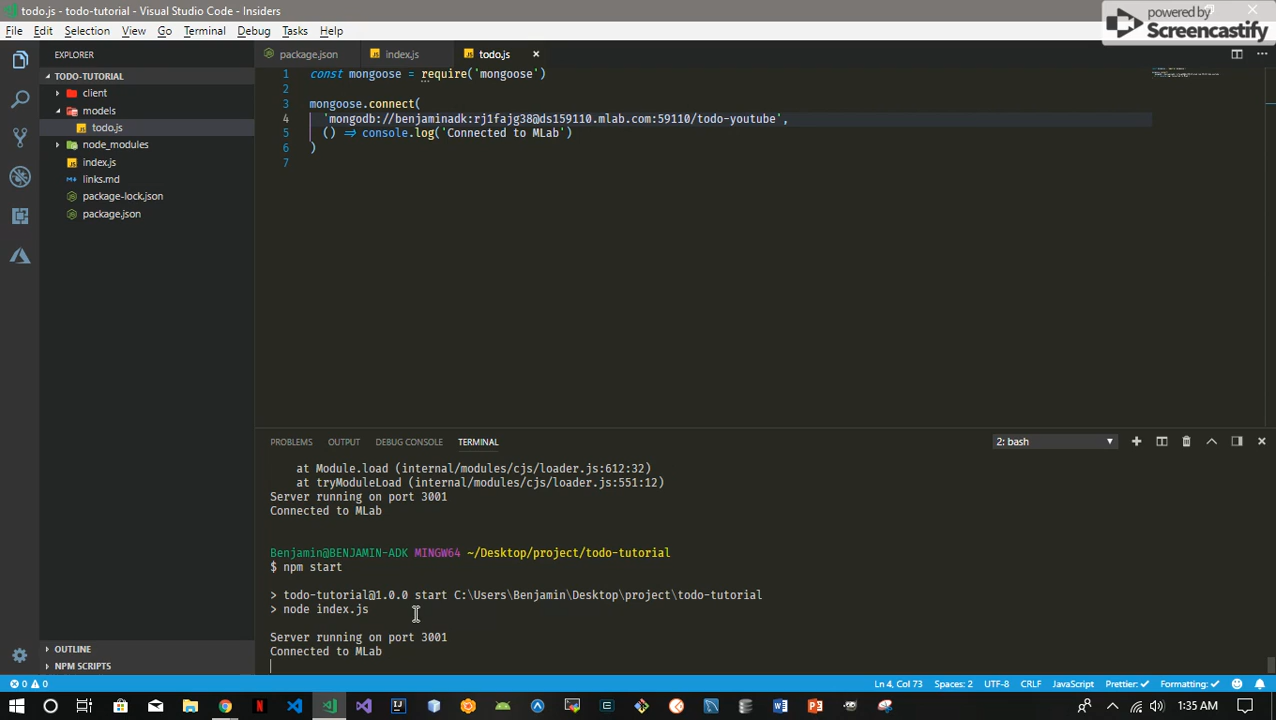 todo.js - todo-tutorial - Visual Studio Code - Insiders
powered by
Screencastify
File Edit Selection View Go Terminal Debug Tasks Help
EXPLORER
package.json index.js todo.js
TODO-TUTORIAL
client
models
todo.js
node_modules
index.js
links.md
package-lock.json
package.json
1 const mongoose = require('mongoose')
2
3 mongoose.connect(
4 'mongodb://benjaminadk:rj1fajg38@ds159110.mlab.com:59110/todo-youtube',
5 () => console.log('Connected to MLab')
6 )
7
PROBLEMS OUTPUT DEBUG CONSOLE TERMINAL 2: bash
at Module.load (internal/modules/cjs/loader.js:612:32)
at tryModuleLoad (internal/modules/cjs/loader.js:551:12)
Server running on port 3001
Connected to MLab
Benjamin@BENJAMIN-ADK MINGW64 ~/Desktop/project/todo-tutorial
$ npm start
> todo-tutorial@1.0.0 start C:\Users\Benjamin\Desktop\project\todo-tutorial
> node index.js
Server running on port 3001
Connected to MLab
OUTLINE
NPM SCRIPTS
0 0 Ln 4, Col 73 Spaces: 2 UTF-8 CRLF JavaScript Prettier: ✓ Formatting: ✓
1:35 AM